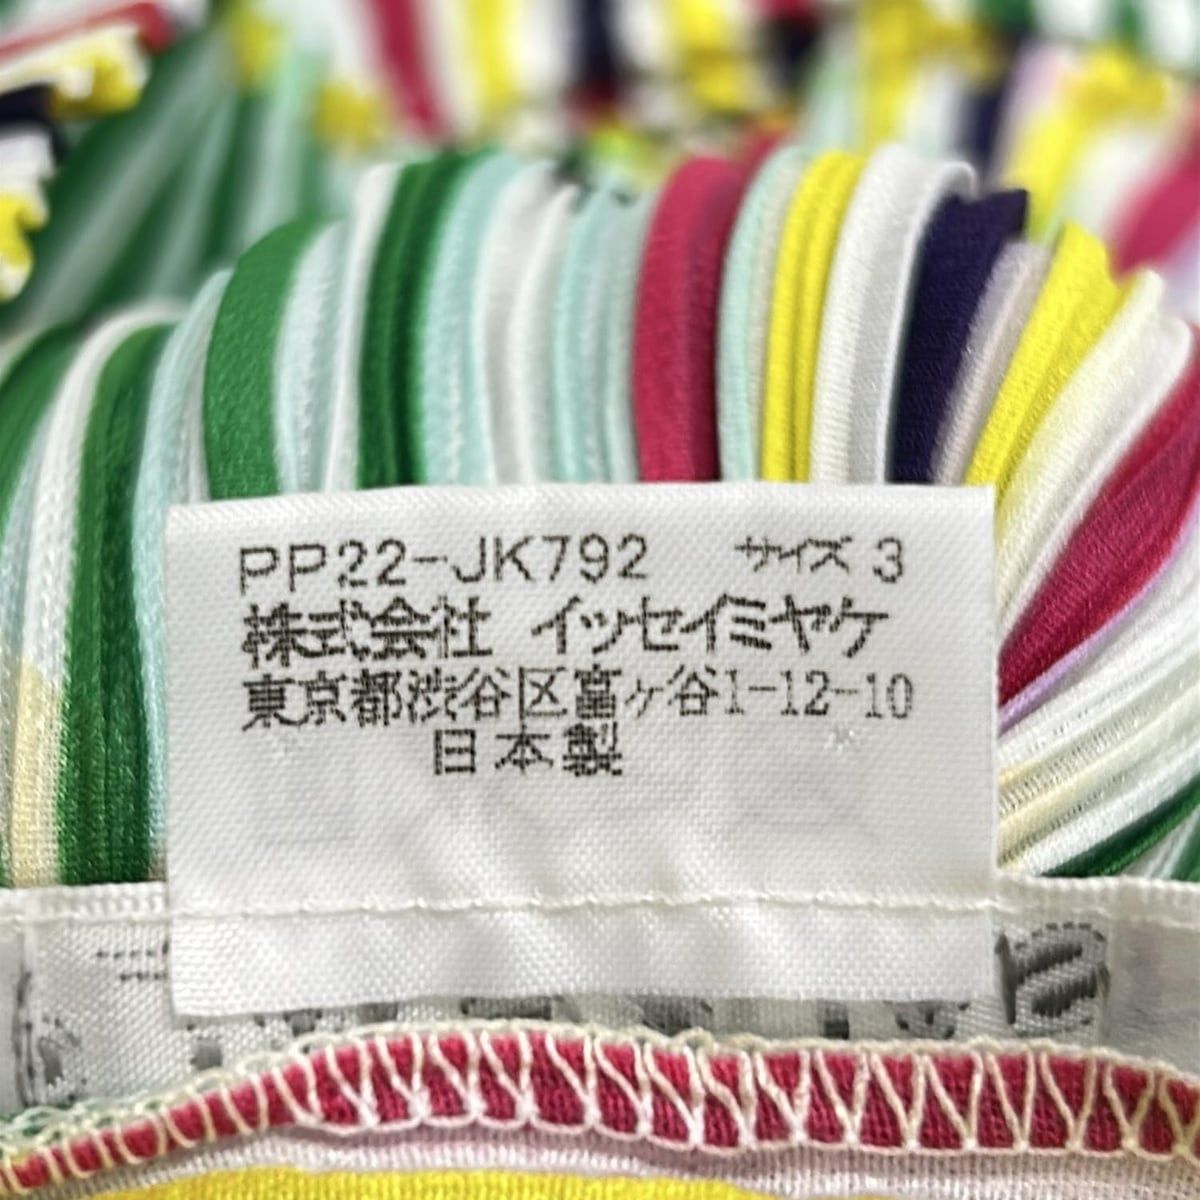 PP22-JK792 サイズ 3
株式会社 イッセイミヤケ
東京都渋谷区富ヶ谷1-12-10
日本製